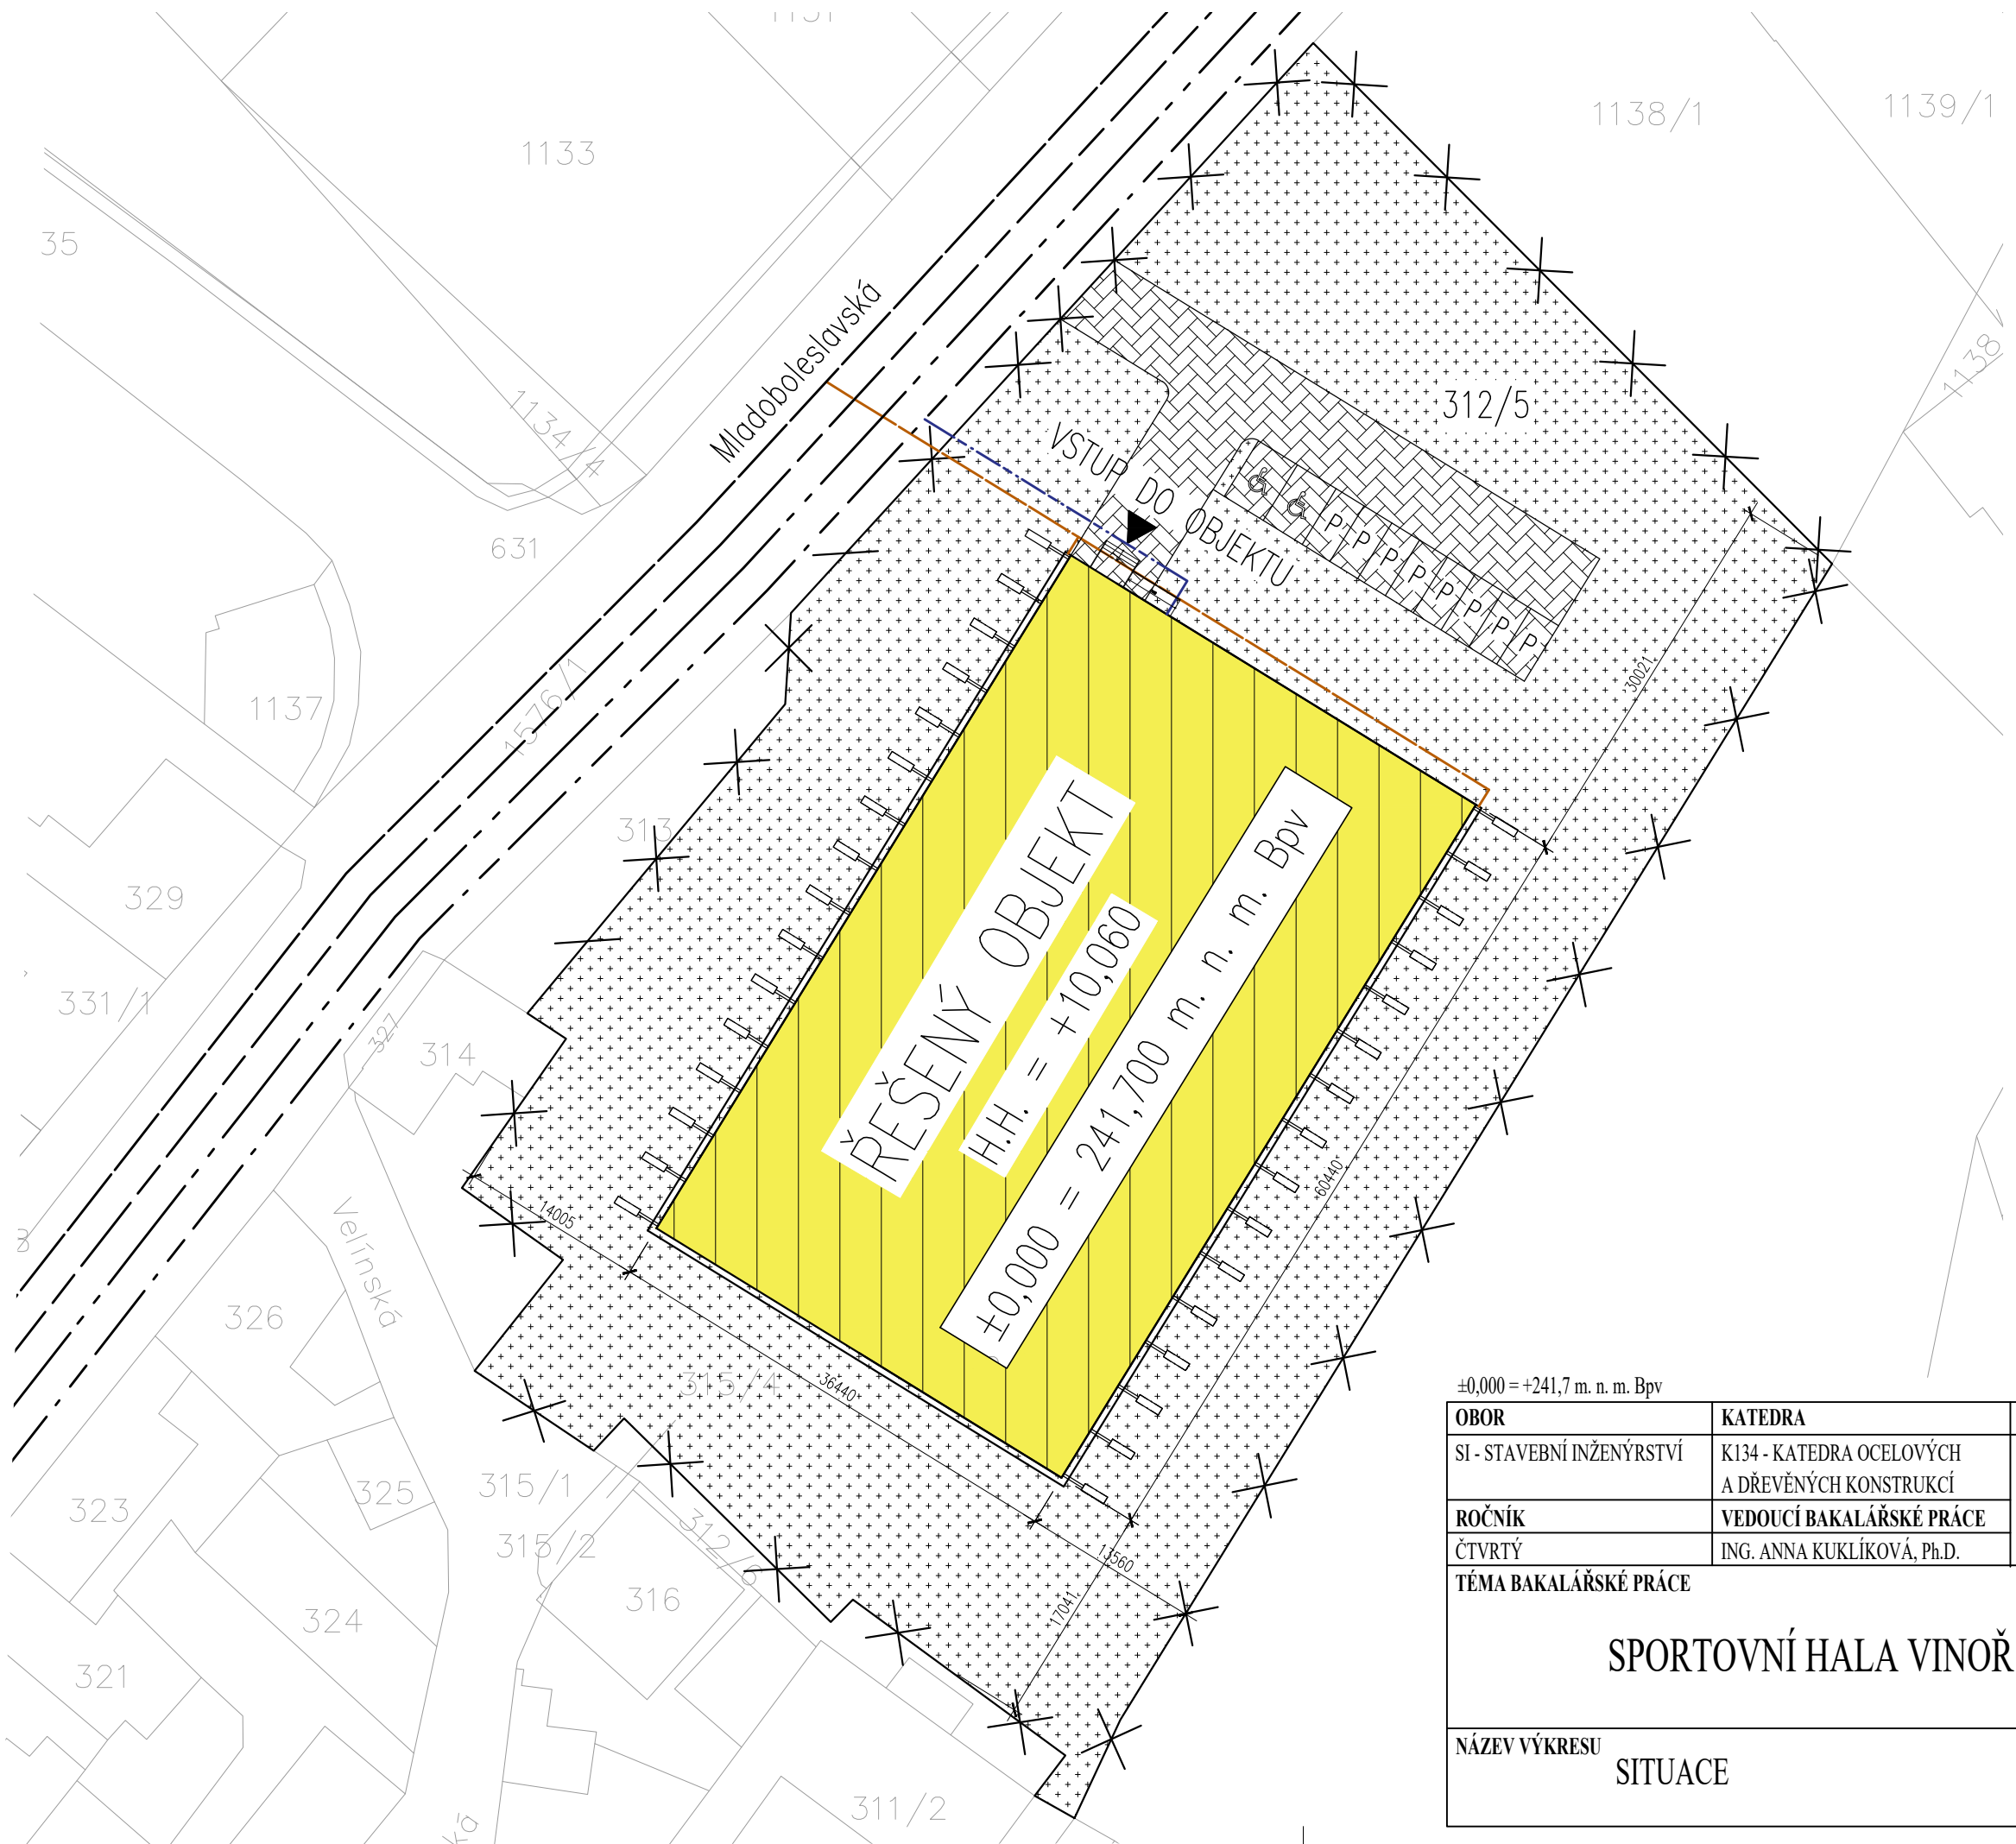 1133
1138/1
1139/1
35
Mladoboleslavská
1138
1134/4
312/5
VSTUP DO OBJEKTU
P P P P P P P P
631
1137
1576/1
30021
313
329
331/1
327
314
ŘEŠENÝ OBJEKT
H.H. = +10,060
±0,000 = 241,700 m. n. m. Bpv
14005
60440
Velínská
326
315/4
36440
325
315/1
323
315/2
312/6
316
13560
17041
324
321
311/2
±0,000 = +241,7 m. n. m. Bpv
OBOR
KATEDRA
SI - STAVEBNÍ INŽENÝRSTVÍ
K134 - KATEDRA OCELOVÝCH
A DŘEVĚNÝCH KONSTRUKCÍ
ROČNÍK
VEDOUCÍ BAKALÁŘSKÉ PRÁCE
ČTVRTÝ
ING. ANNA KUKLÍKOVÁ, Ph.D.
TÉMA BAKALÁŘSKÉ PRÁCE
SPORTOVNÍ HALA VINOŘ
NÁZEV VÝKRESU
SITUACE